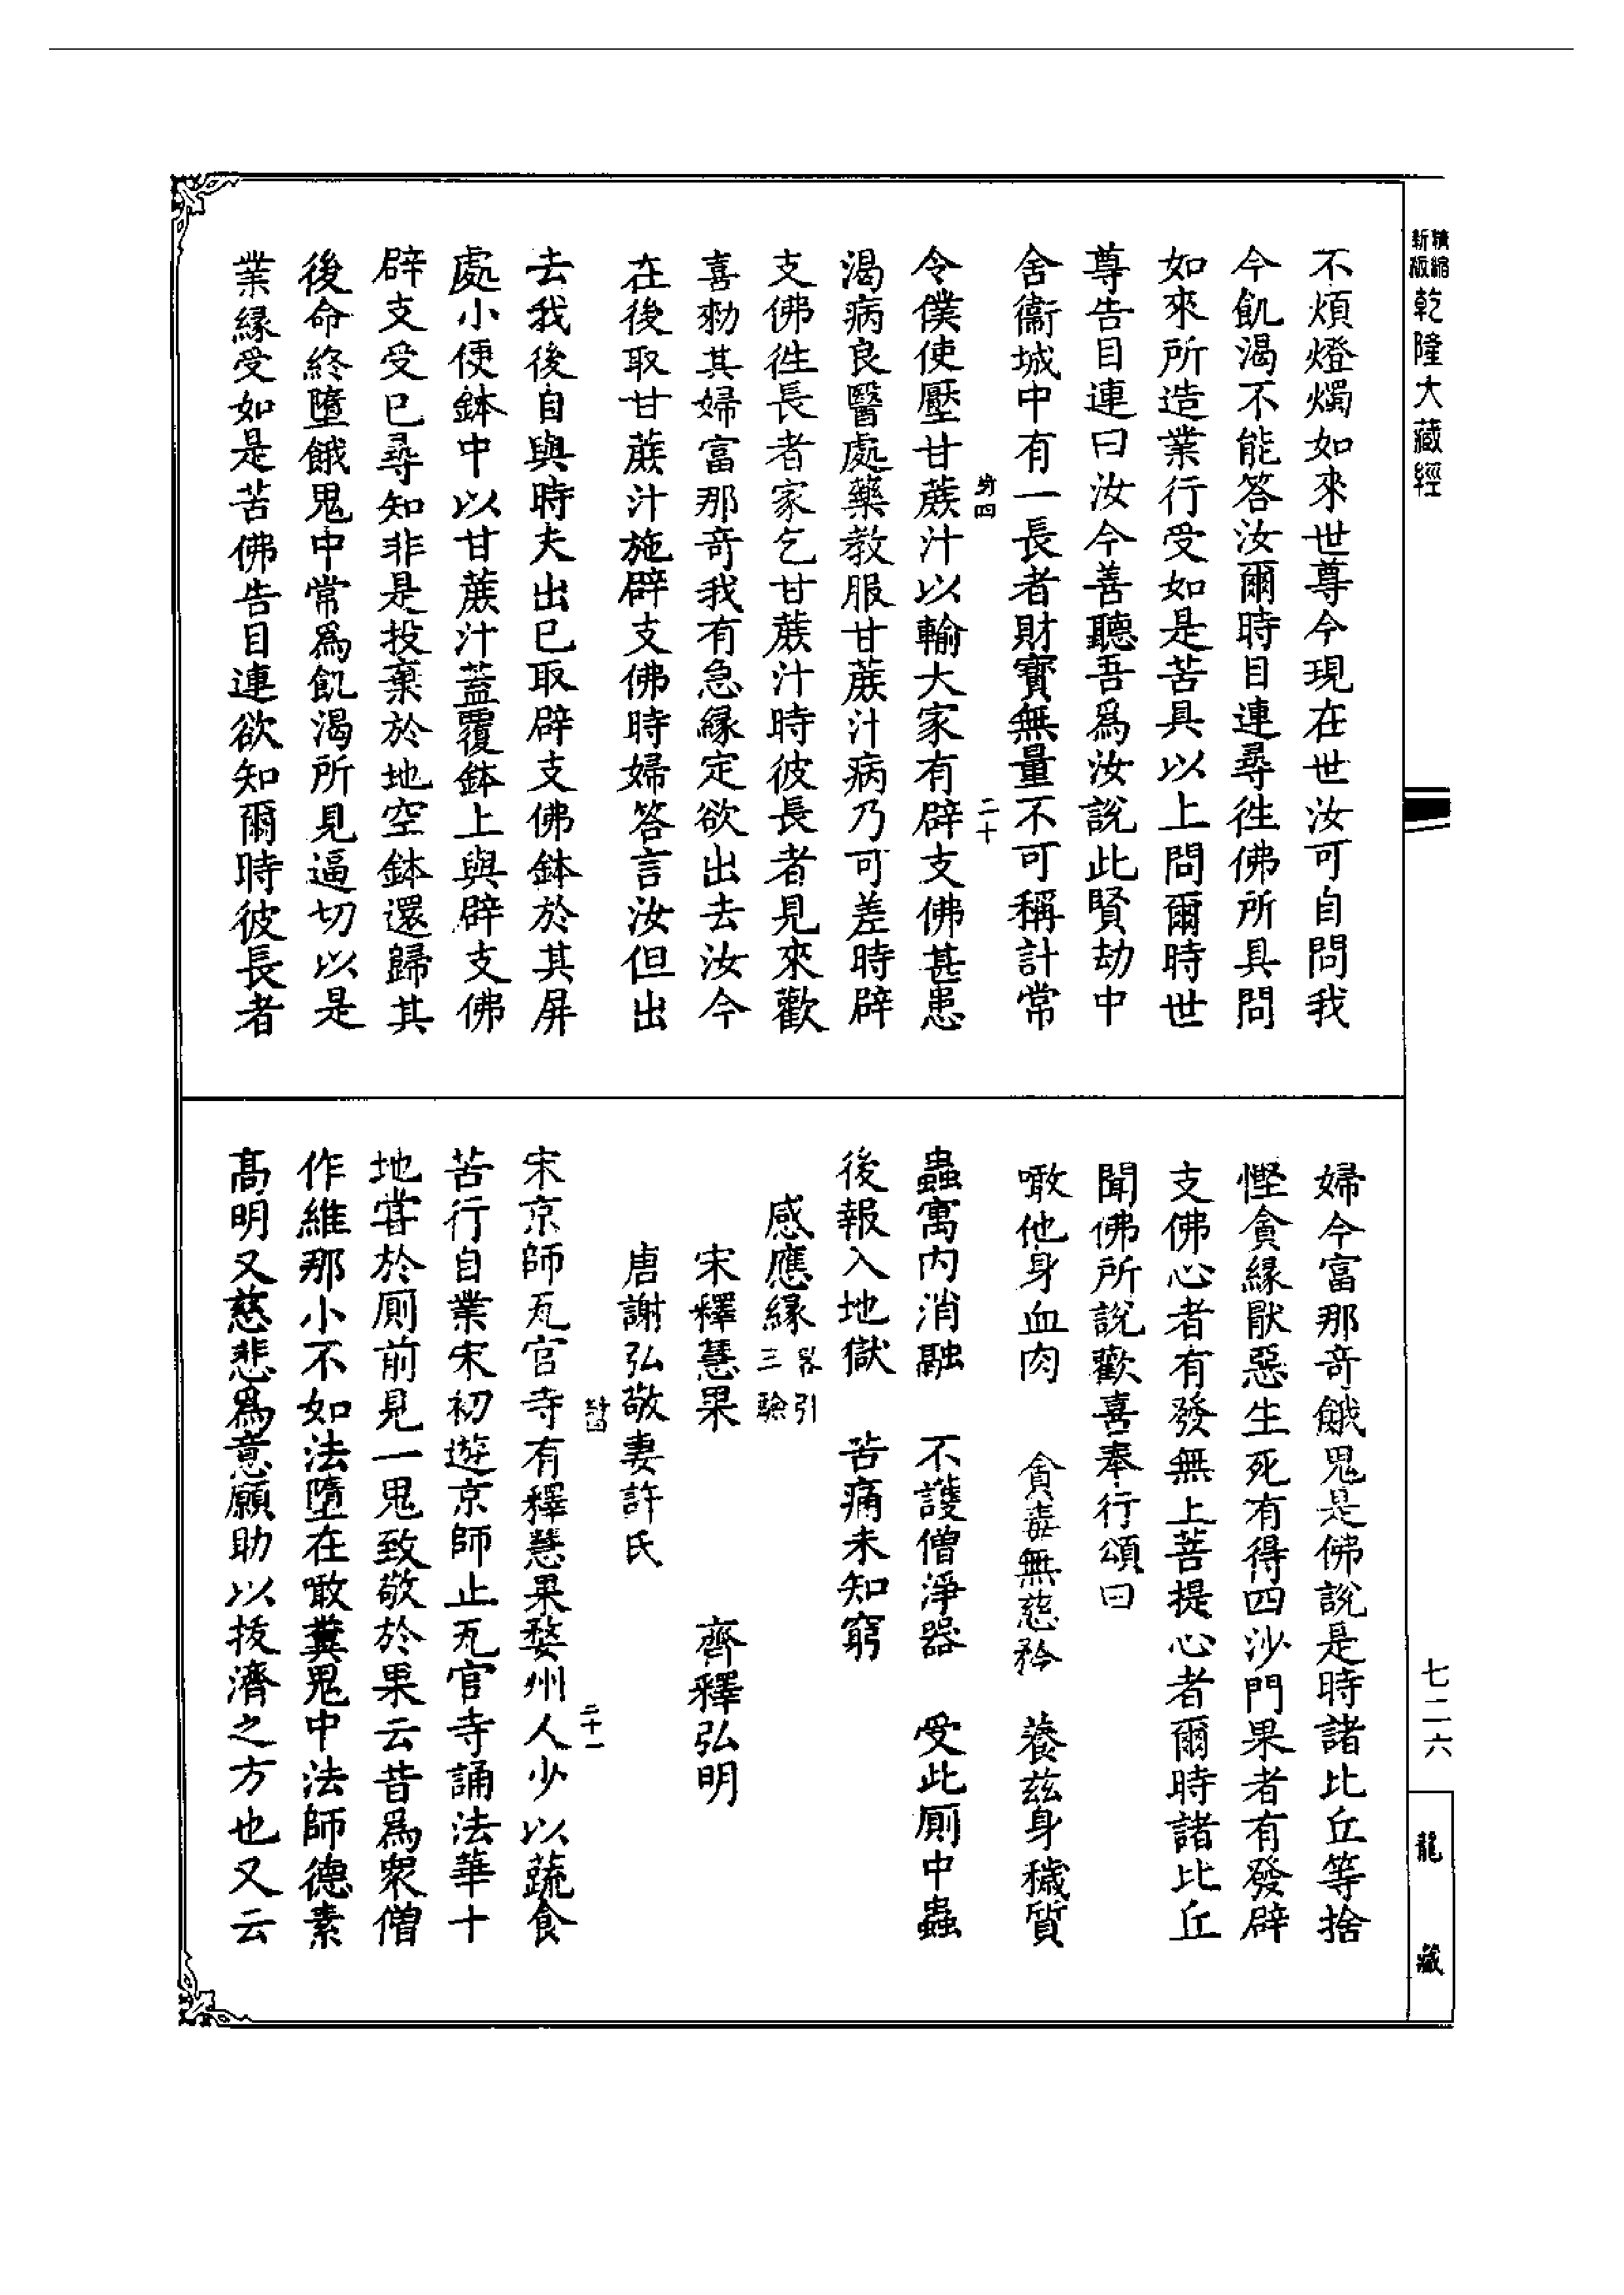 精縮新版乾隆大藏經
不煩燈燭如來世尊今現在世汝可自問我
今飢渴不能答汝爾時目連尋徃佛所具問
如來所造業行受如是苦具以上問爾時世
尊告目連曰汝今善聽吾爲汝說此賢劫中
舍衞城中有一長者財寳無量不可稱計常
四 二十
令僕使壓甘蔗汁以輸大家有辟支佛甚患
渴病良醫處藥教服甘蔗汁病乃可差時辟
支佛徃長者家乞甘蔗汁時彼長者見來歡
喜勑其婦富那竒我有急緣定欲出去汝今
在後取甘蔗汁施辟支佛時婦答言汝但出
去我後自與時夫出已取辟支佛鉢於其屏
處小便鉢中以甘蔗汁蓋覆鉢上與辟支佛
辟支受已尋知非是投棄於地空鉢還歸其
後命終墮餓鬼中常爲飢渴所見逼切以是
業緣受如是苦佛告目連欲知爾時彼長者
婦今富那竒餓鬼是佛說是時諸比丘等捨
慳貪緣猒惡生死有得四沙門果者有發辟
支佛心者有發無上菩提心者爾時諸比丘
聞佛所說歡喜奉行頌曰
噉他身血肉 貪毒無慈矜 養兹身穢質
蟲寓內消融 不護僧淨器 受此厠中蟲
後報入地獄 苦痛未知窮
感應緣畧引三驗
宋釋慧果 齊釋弘明
唐謝弘敬妻許氏
四 二十一
宋京師瓦官寺有釋慧果婺州人少以蔬食
苦行自業宋初遊京師止瓦官寺誦法華十
地甞於厠前見一鬼致敬於果云昔爲衆僧
作維那小不如法墮在噉糞鬼中法師德素
髙明又慈悲爲意願助以拔濟之方也又云
七二六
龍藏